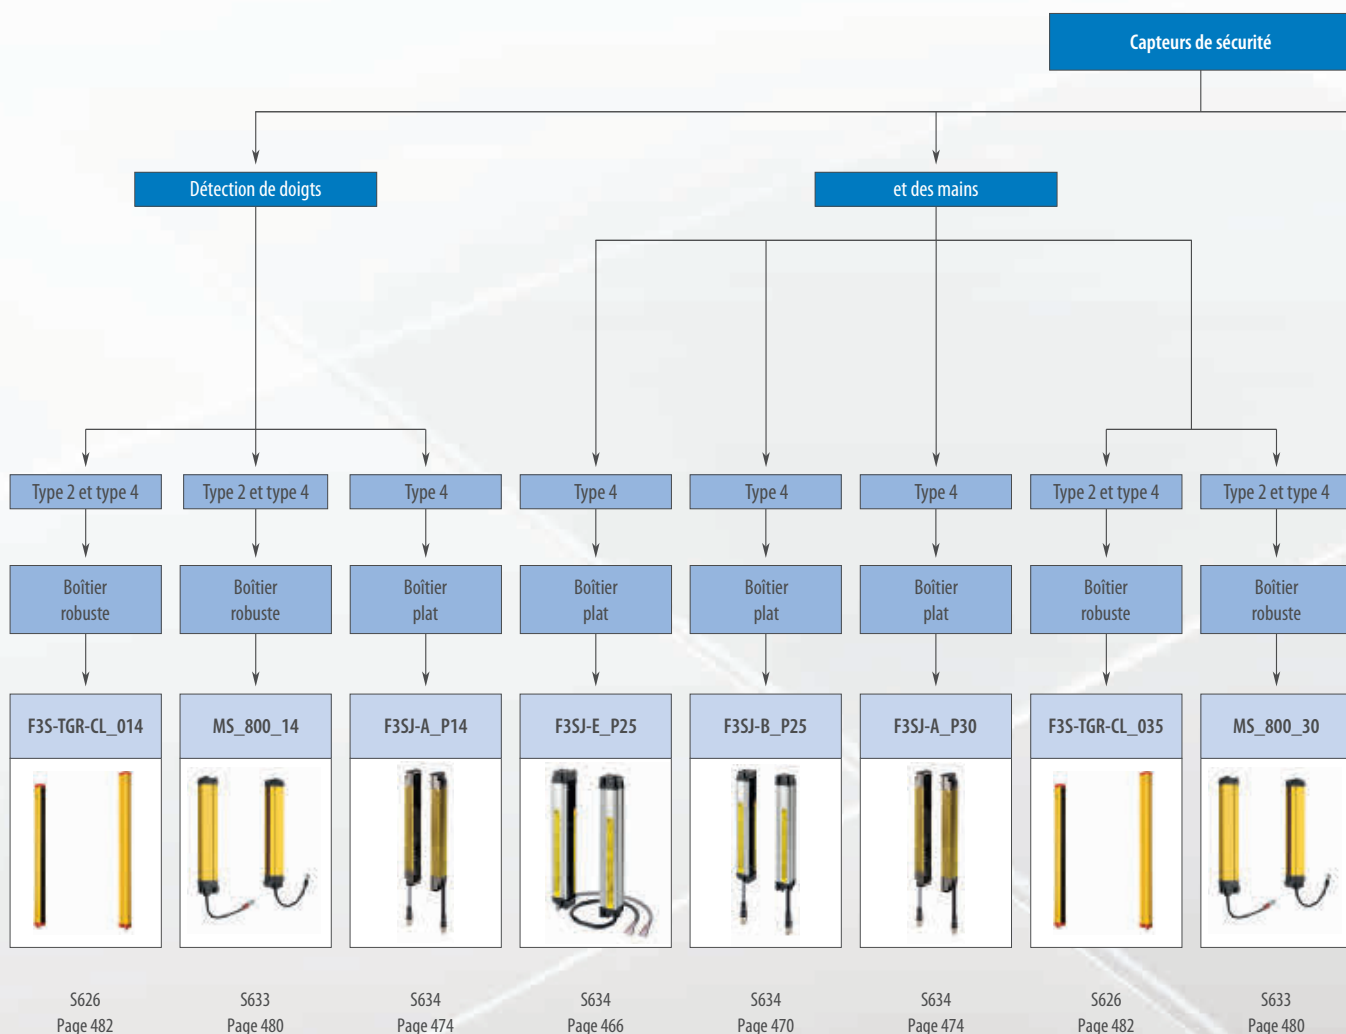 Capteurs de sécurité
Détection de doigts
et des mains
Type 2 et type 4
Type 2 et type 4
Type 4
Type 4
Type 4
Type 4
Type 2 et type 4
Type 2 et type 4
Boîtier
robuste
Boîtier
robuste
Boîtier
plat
Boîtier
plat
Boîtier
plat
Boîtier
plat
Boîtier
robuste
Boîtier
robuste
F3S-TGR-CL_014
MS_800_14
F3SJ-A_P14
F3SJ-E_P25
F3SJ-B_P25
F3SJ-A_P30
F3S-TGR-CL_035
MS_800_30
S626
Page 482
S633
Page 480
S634
Page 474
S634
Page 466
S634
Page 470
S634
Page 474
S626
Page 482
S633
Page 480